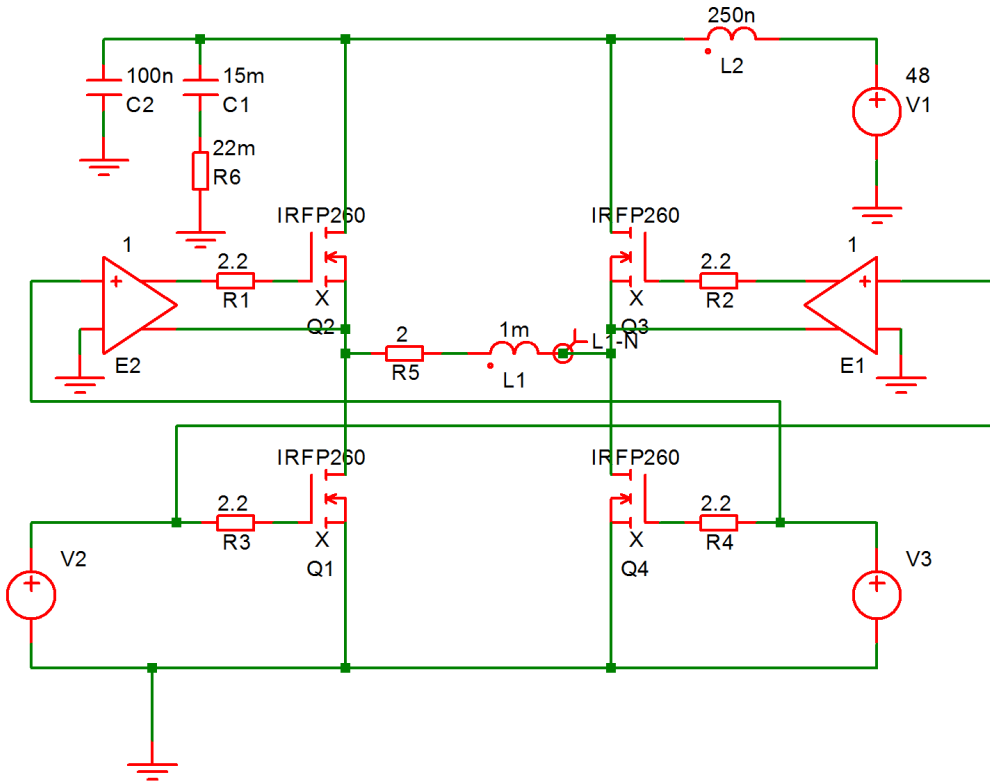 250n
L2
100n
C2
15m
C1
48
V1
22m
R6
IRFP260
IRFP260
1
2.2
R1
X
Q2
2.2
R2
X
Q3
1
E2
E1
2
R5
1m
L1
L1-N
IRFP260
IRFP260
2.2
R3
X
Q1
2.2
R4
X
Q4
V2
V3